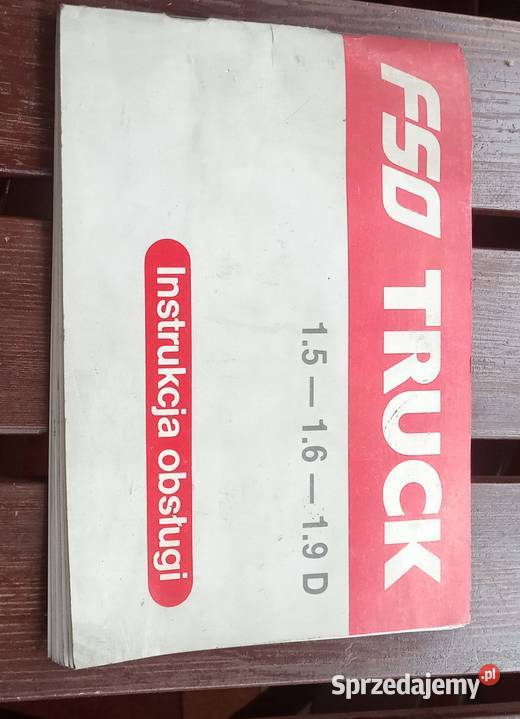 FSO TRUCK
1.5 — 1.6 — 1.9 D
Instrukcja obsługi
Sprzedajemy.pl